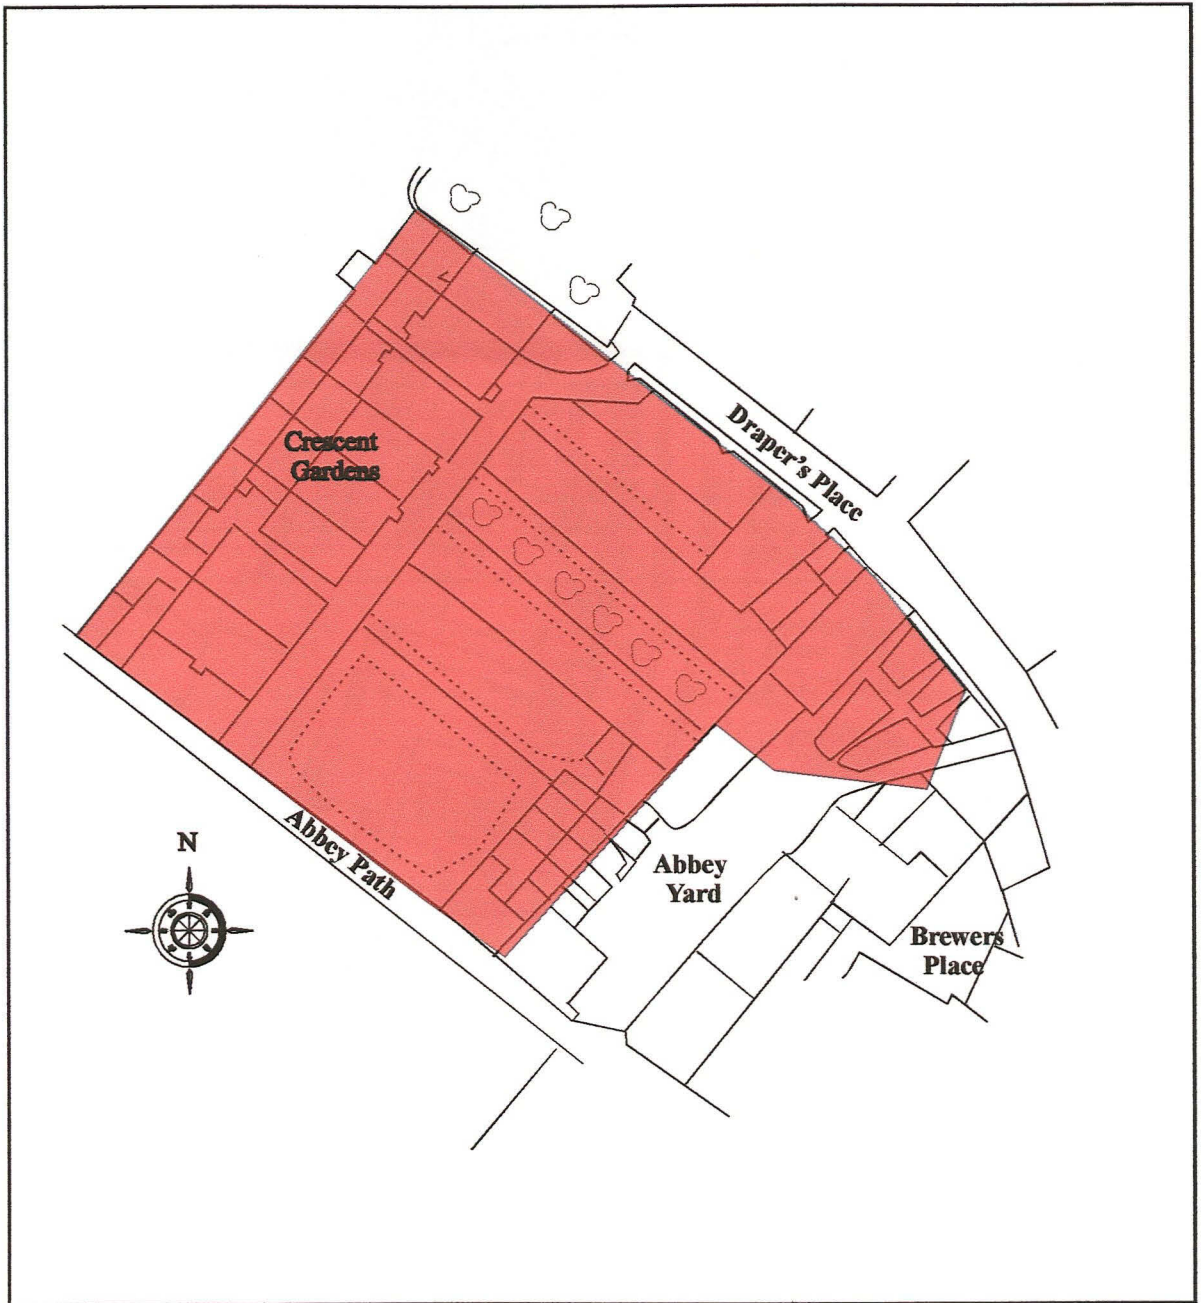 Draper's Place
Crescent
Gardens
Abbey Path
N
Abbey
Yard
Brewers
Place